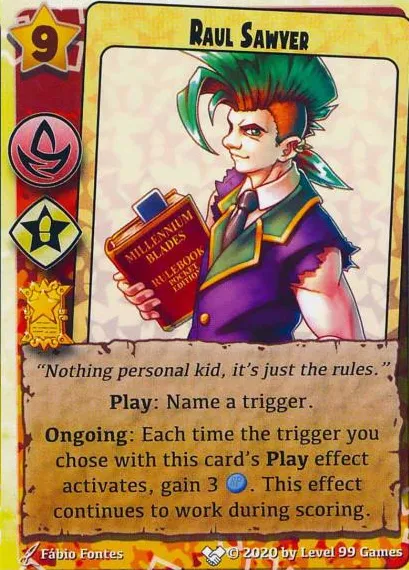 9
RAUL SAWYER
MILLENNIUM
BLADES
RULEBOOK
POCKET
EDITION
“Nothing personal kid, it’s just the rules.”
Play: Name a trigger.
Ongoing: Each time the trigger you
chose with this card’s Play effect
activates, gain 3 . This effect
continues to work during scoring.
Fábio Fontes
© 2020 by Level 99 Games